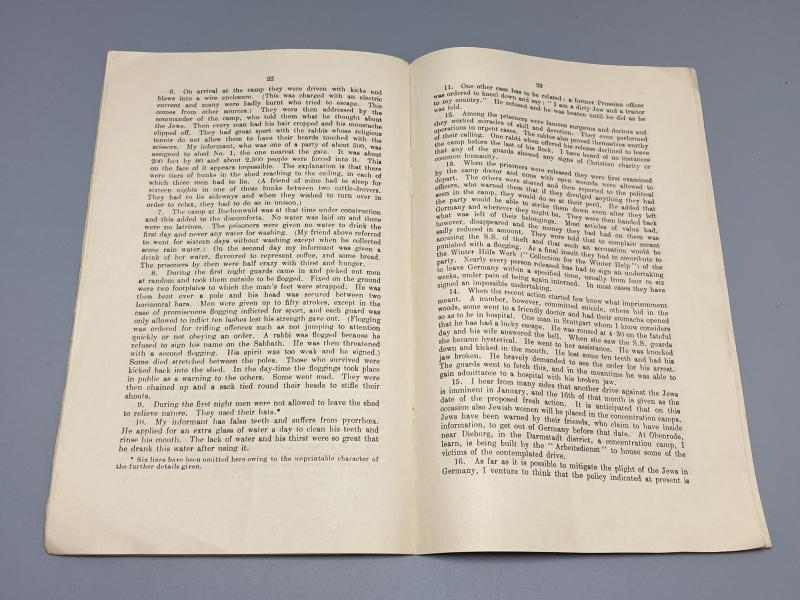 22
6. On arrival at the camp they were driven with kicks and
blows into a wire enclosure. (This was charged with an electric
current and many were badly burnt who tried to escape. This
comes from other sources.) They were then addressed by the
commander of the camp, who told them what he thought about
the Jews. Then every man had his hair cropped and his moustache
clipped off. They had great sport with the rabbis whose religious
tenets do not allow them to have their beards touched with the
scissors. My informant, who was one of a party of about 500, was
assigned to shed No. 1, the one nearest the gate. It was about
200 feet by 80 and about 2,500 people were forced into it. This
on the face of it appears impossible. The explanation is that there
were tiers of bunks in the shed reaching to the ceiling, in each of
which three men had to lie. (A friend of mine had to sleep for
sixteen nights in one of those bunks between two cattle-drovers.
They had to lie sideways and when they wished to turn over in
order to relax, they had to do so in unison.)
7. The camp at Buchenwald was at that time under construction
and this added to the discomforts. No water was laid on and there
were no latrines. The prisoners were given no water to drink the
first day and never any water for washing. (My friend above referred
to went for sixteen days without washing except when he collected
some rain water.) On the second day my informant was given a
drink of hot water, flavoured to represent coffee, and some bread.
The prisoners by then were half crazy with thirst and hunger.
8. During the first night guards came in and picked out men
at random and took them outside to be flogged. Fixed on the ground
were two footplates to which the man's feet were strapped. He was
then bent over a pole and his head was secured between two
horizontal bars. Men were given up to fifty strokes, except in the
case of promiscuous flogging inflicted for sport, and each guard was
only allowed to inflict ten lashes lest his strength gave out. (Flogging
was ordered for trifling offences such as not jumping to attention
quickly or not obeying an order. A rabbi was flogged because he
refused to sign his name on the Sabbath. He was then threatened
with a second flogging. His spirit was too weak and he signed.)
Some died stretched between the poles. Those who survived were
kicked back into the shed. In the day-time the floggings took place
in public as a warning to the others. Some went mad. They were
then chained up and a sack tied round their heads to stifle their
shouts.
9. During the first night men were not allowed to leave the shed
to relieve nature. They used their hats.*
10. My informant has false teeth and suffers from pyorrhœa.
He applied for an extra glass of water a day to clean his teeth and
rinse his mouth. The lack of water and his thirst were so great that
he drank this water after using it.
* Six lines have been omitted here owing to the unprintable character of
the further details given.
23
11. One other case has to be related: a former Prussian officer
was ordered to kneel down and say: "I am a dirty Jew and a traitor
to my country." He refused and he was beaten until he did as he
was told.
12. Among the prisoners were famous surgeons and doctors and
they worked miracles of skill and devotion. They even performed
operations in urgent cases. The rabbis also proved themselves worthy
of their calling. One rabbi when offered his release declined to leave
the camp before the last of his flock. I have heard of no instances
that any of the guards showed any signs of Christian charity or
common humanity.
13. When the prisoners were released they were first examined
by the camp doctor and none with open wounds were allowed to
depart. The others were shaved and then reported to the political
officers, who warned them that if they divulged anything they had
seen in the camp, they would do so at their peril. He added that
the party would be able to strike them down even after they left
Germany and wherever they might be. They were then handed back
what was left of their belongings. Most articles of value had,
however, disappeared and the money they had had on them was
sadly reduced in amount. They were told that to complain meant
accusing the S.S. of theft and that such an accusation would be
punished with a flogging. As a final insult they had to contribute to
the Winter Hilfs Werk ("Collection for the Winter Help") of the
party. Nearly every person released has had to sign an undertaking
to leave Germany within a specified time, usually from four to six
weeks, under pain of being again interned. In most cases they have
signed an impossible undertaking.
14. When the recent action started few knew what imprisonment
meant. A number, however, committed suicide, others hid in the
woods, some went to a friendly doctor and had their stomachs opened
so as to be in hospital. One man in Stuttgart whom I know considers
that he has had a lucky escape. He was roused at 4·30 on the fateful
day and his wife answered the bell. When she saw the S.S. guards
she became hysterical. He went to her assistance. He was knocked
down and kicked in the mouth. He lost some ten teeth and had his
jaw broken. He bravely demanded to see the order for his arrest.
The guards went to fetch this, and in the meantime he was able to
gain admittance to a hospital with his broken jaw.
15. I hear from many sides that another drive against the Jews
is imminent in January, and the 16th of that month is given as the
date of the proposed fresh action. It is anticipated that on this
occasion also Jewish women will be placed in the concentration camps.
Jews have been warned by their friends, who claim to have inside
information, to get out of Germany before that date. At Obenrode,
near Dieburg, in the Darmstadt district, a concentration camp, I
learn, is being built by the "Arbeitsdienst" to house some of the
victims of the contemplated drive.
16. As far as it is possible to mitigate the plight of the Jews in
Germany, I venture to think that the policy indicated at present is